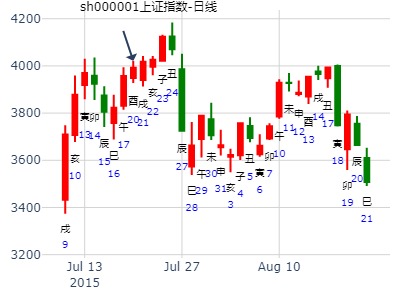 sh000001上证指数-日线
4200
4000
3800
3600
3400
3200
戌
9
亥
10
寅
13
卯
14
辰
15
巳
16
午
17
酉
20
戌
21
亥
22
子
23
丑
24
辰
27
巳
28
午
29
未
30
申
31
亥
3
子
4
丑
5
寅
6
卯
7
午
10
未
11
申
12
酉
13
戌
14
丑
17
寅
18
卯
19
辰
20
巳
21
Jul 13
2015
Jul 27
Aug 10